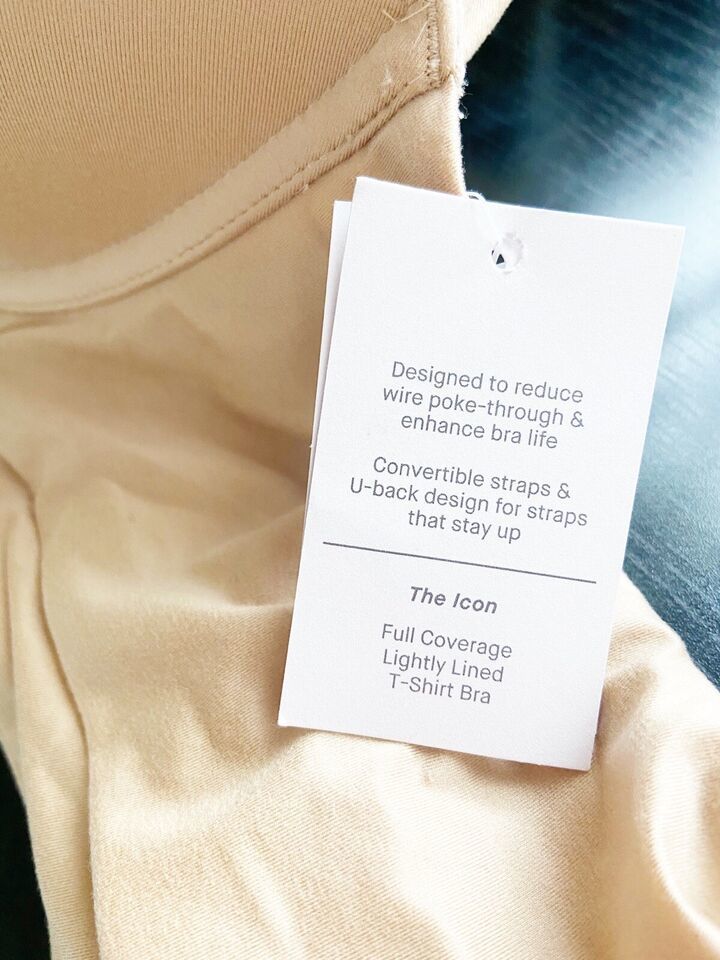 Designed to reduce
wire poke-through &
enhance bra life
Convertible straps &
U-back design for straps
that stay up
The Icon
Full Coverage
Lightly Lined
T-Shirt Bra